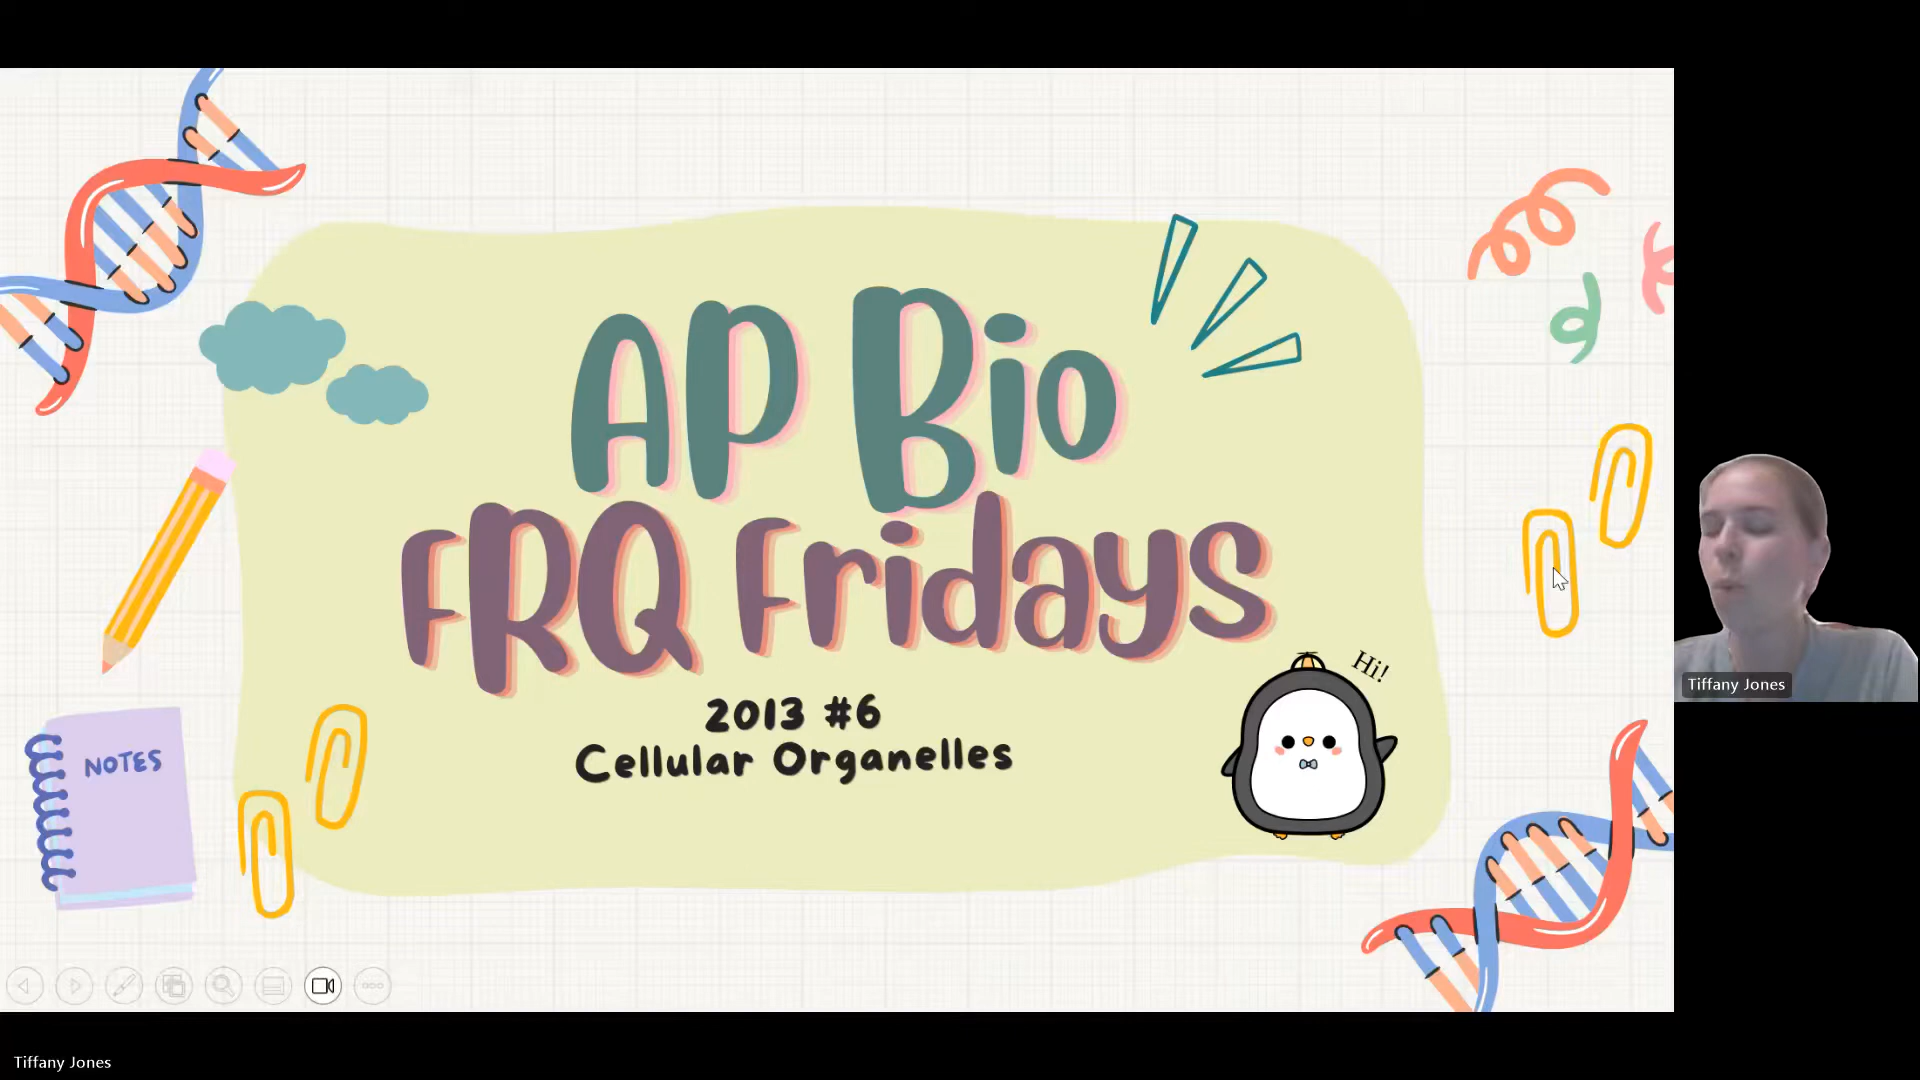 AP Bio
FRQ Fridays
Hi!
2013 #6
Cellular Organelles
NOTES
Tiffany Jones
Tiffany Jones